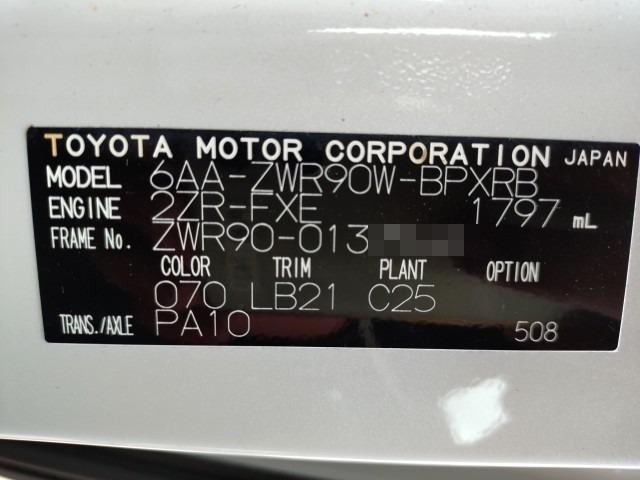 TOYOTA MOTOR CORPORATION JAPAN
MODEL 6AA-ZWR90W-BPXRB
ENGINE 2ZR-FXE 1797 mL
FRAME No. ZWR90-013
COLOR TRIM PLANT OPTION
070 LB21 C25
TRANS./AXLE PA10 508